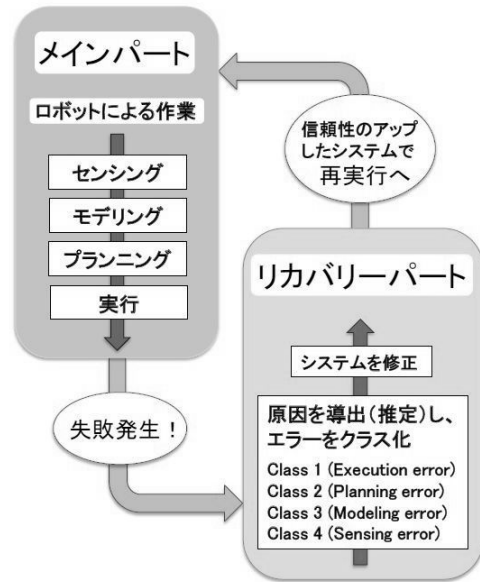 メインパート
ロボットによる作業
センシング
モデリング
プランニング
実行
失敗発生！
リカバリーパート
システムを修正
原因を導出(推定)し、
エラーをクラス化
Class 1 (Execution error)
Class 2 (Planning error)
Class 3 (Modeling error)
Class 4 (Sensing error)
信頼性のアップ
したシステムで
再実行へ